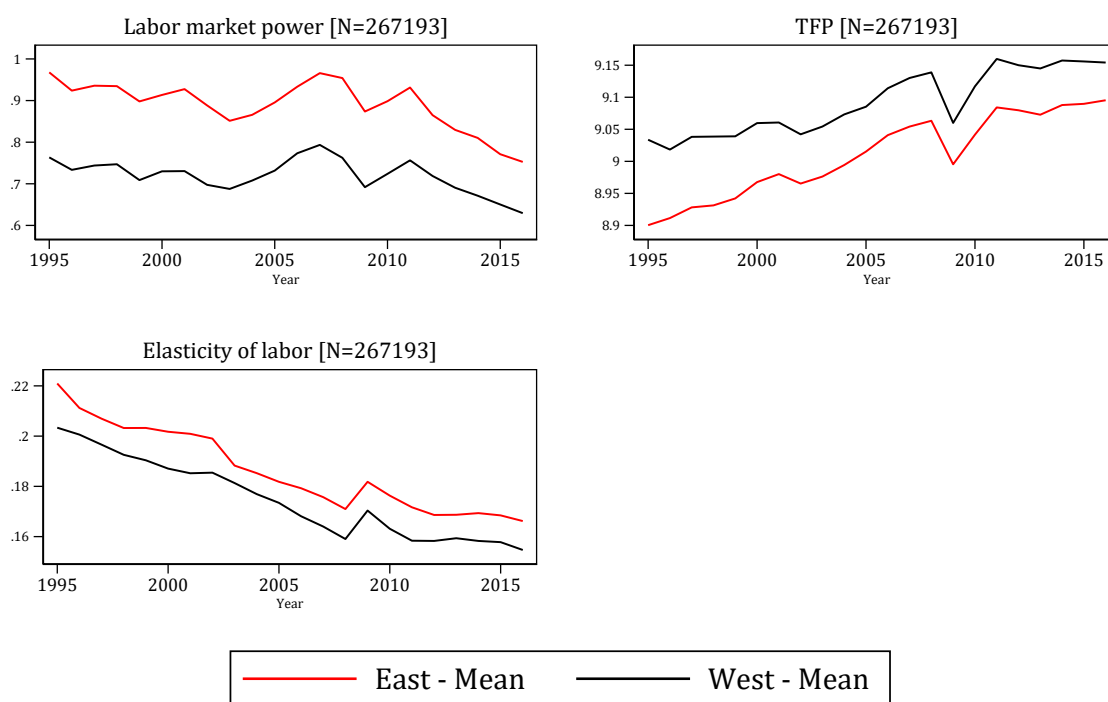 Labor market power [N=267193]
1
.9
.8
.7
.6
1995 2000 2005 2010 2015
Year
TFP [N=267193]
9.15
9.1
9.05
9
8.95
8.9
1995 2000 2005 2010 2015
Year
Elasticity of labor [N=267193]
.22
.2
.18
.16
1995 2000 2005 2010 2015
Year
East - Mean West - Mean